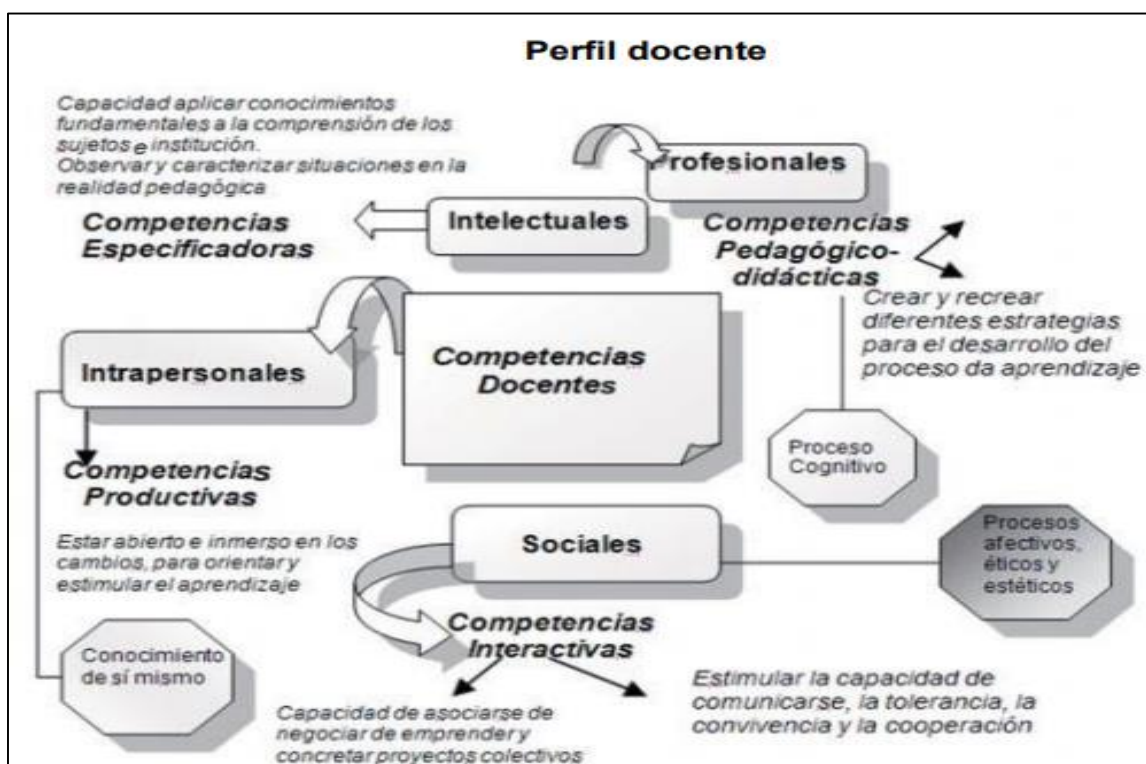 Perfil docente
Capacidad aplicar conocimientos
fundamentales a la comprensión de los
sujetos e institución.
Observar y caracterizar situaciones en la
realidad pedagógica
Profesionales
Intelectuales
Competencias
Especificadoras
Competencias
Pedagógico-
didácticas
Crear y recrear
diferentes estrategias
para el desarrollo del
proceso da aprendizaje
Competencias
Docentes
Intrapersonales
Proceso
Cognitivo
Competencias
Productivas
Estar abierto e inmerso en los
cambios, para orientar y
estimular el aprendizaje
Sociales
Procesos
afectivos,
éticos y
estéticos
Competencias
Interactivas
Conocimiento
de sí mismo
Capacidad de asociarse de
negociar de emprender y
concretar proyectos colectivos
Estimular la capacidad de
comunicarse, la tolerancia, la
convivencia y la cooperación